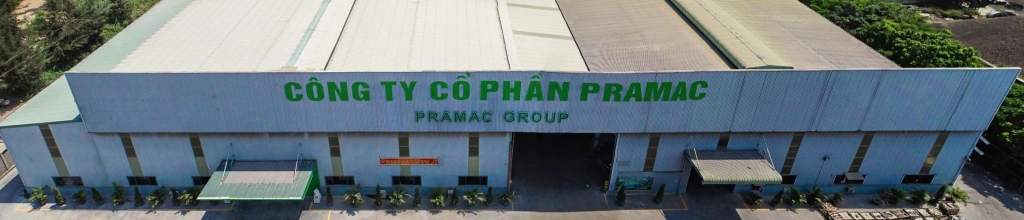 CÔNG TY CỔ PHẦN PRAMAC
PRAMAC GROUP